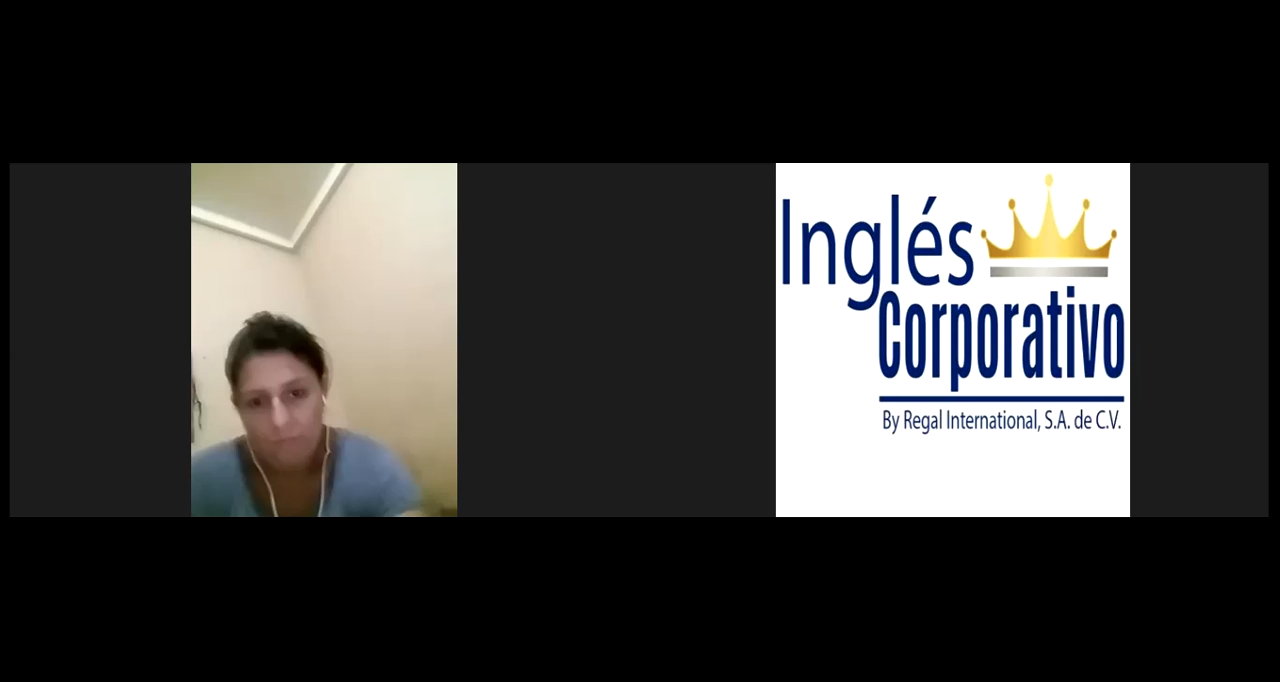 Inglés
Corporativo
By Regal International, S.A. de C.V.